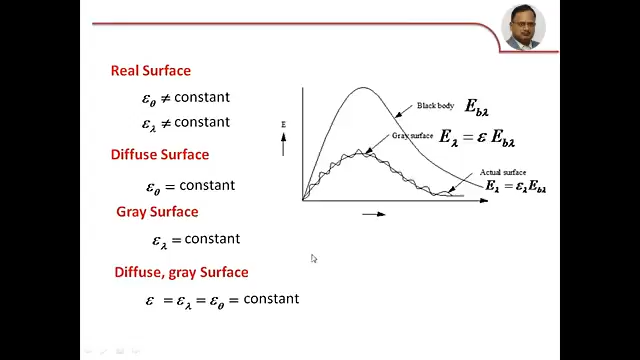 Real Surface
ε_θ ≠ constant
ε_λ ≠ constant
Diffuse Surface
ε_θ = constant
Gray Surface
ε_λ = constant
Diffuse, gray Surface
ε = ε_λ = ε_θ = constant
E
Black body E_bλ
Gray surface E_λ = ε E_bλ
Actual surface
E_λ = ε_λ E_bλ